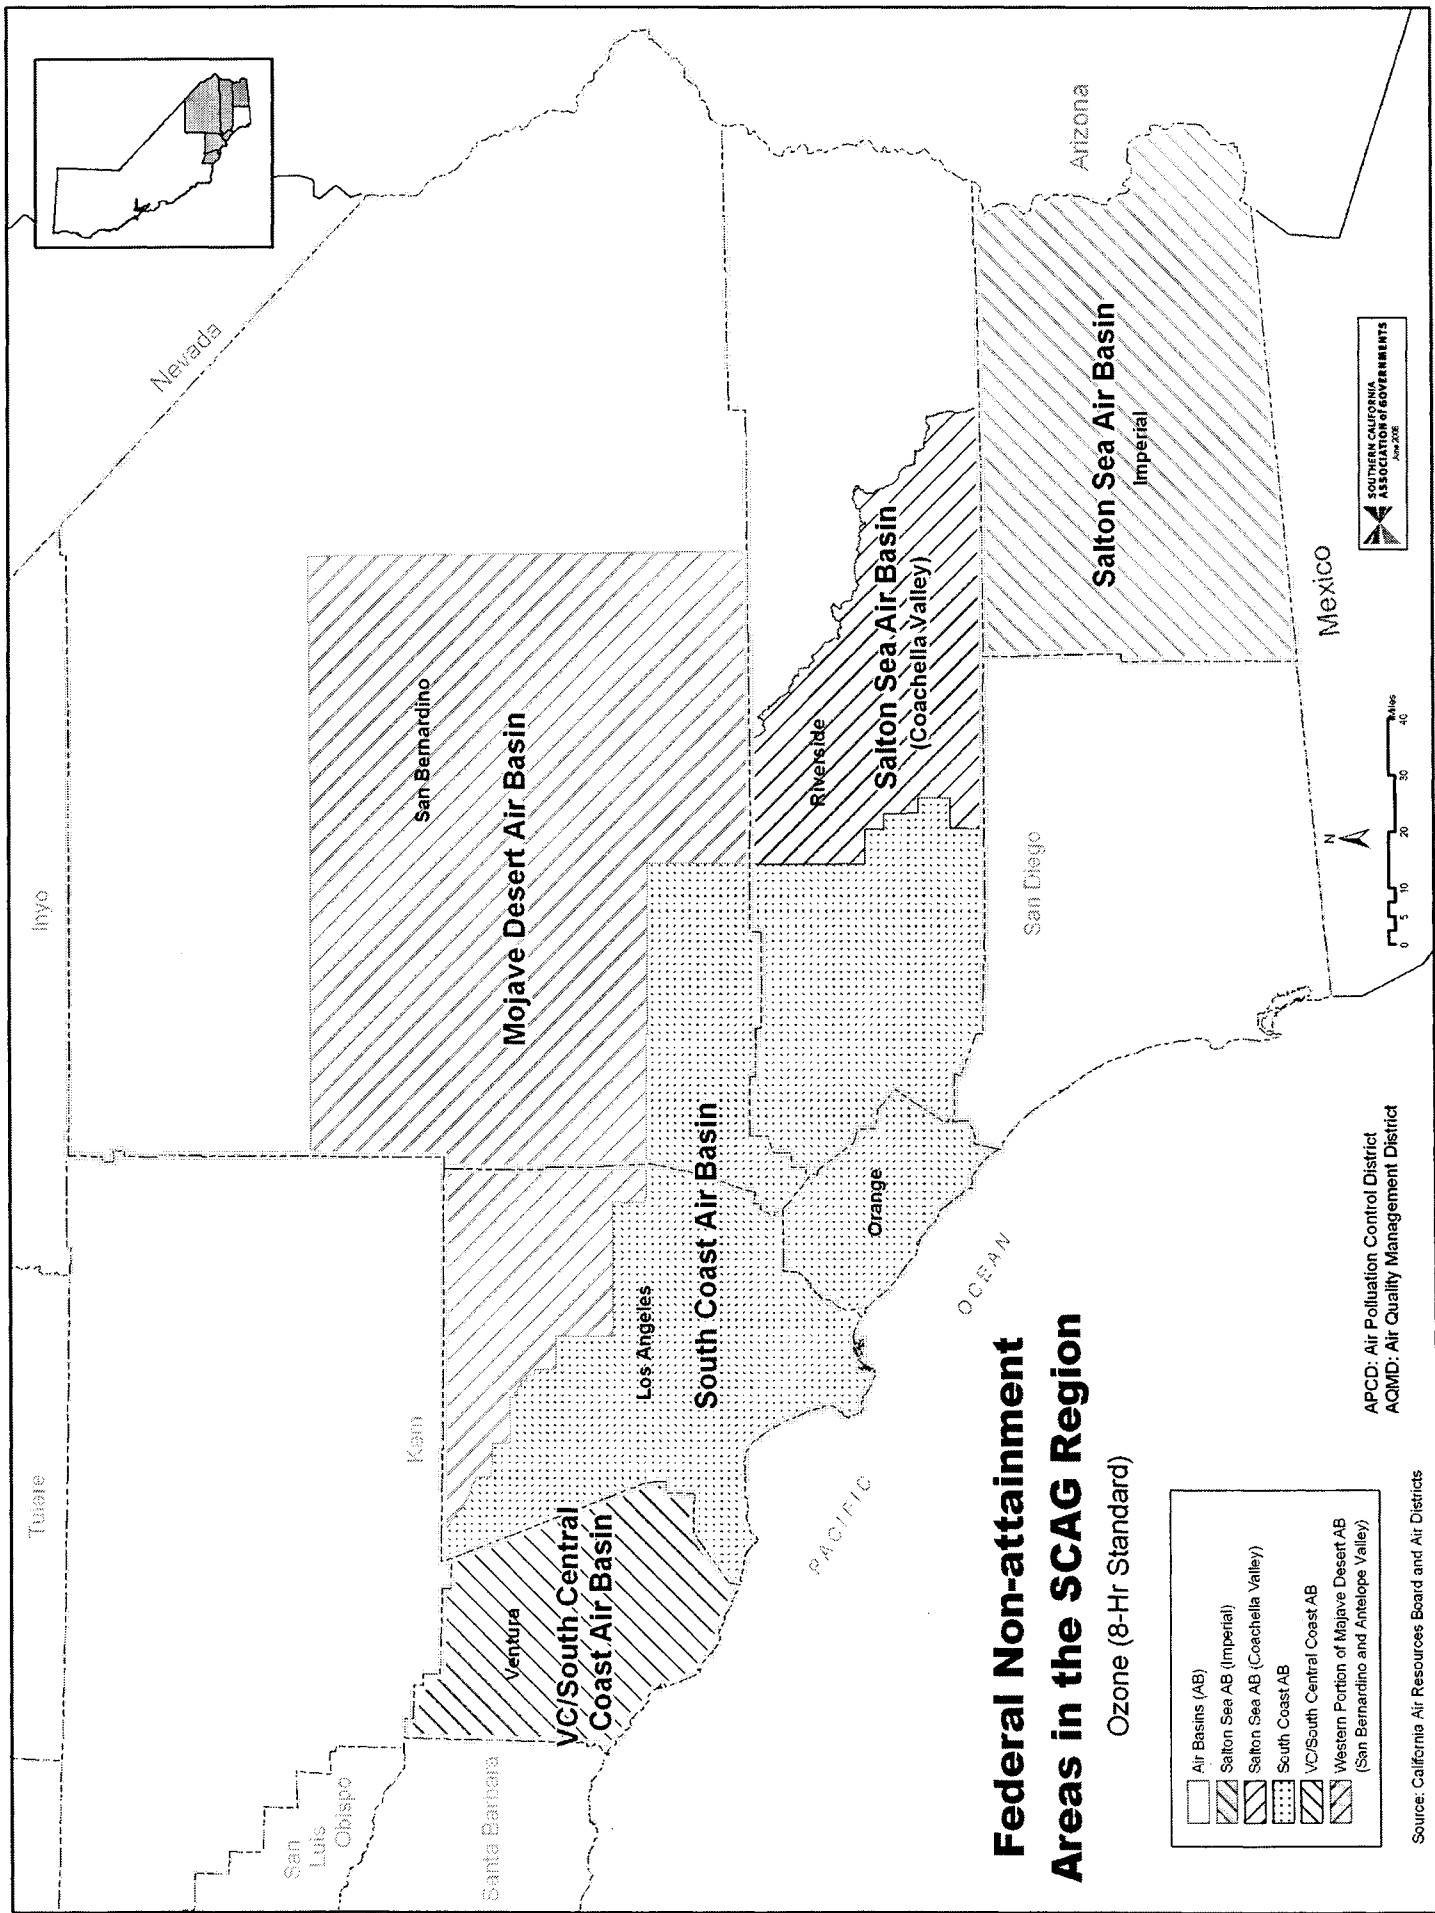 Tulare
Inyo
Nevada
San
Luis
Obispo
Kern
San Bernardino
Mojave Desert Air Basin
Santa Barbara
Ventura
VC/South Central
Coast Air Basin
Los Angeles
South Coast Air Basin
Riverside
Salton Sea Air Basin
(Coachella Valley)
Orange
Arizona
PACIFIC
OCEAN
San Diego
Salton Sea Air Basin
Imperial
Mexico
Federal Non-attainment
Areas in the SCAG Region
Ozone (8-Hr Standard)
Air Basins (AB)
Salton Sea AB (Imperial)
Salton Sea AB (Coachella Valley)
South Coast AB
VC/South Central Coast AB
Western Portion of Mojave Desert AB
(San Bernardino and Antelope Valley)
APCD: Air Polluation Control District
AQMD: Air Quality Management District
N
0 5 10 20 30 40
Miles
SOUTHERN CALIFORNIA
ASSOCIATION of GOVERNMENTS
June 2006
Source: California Air Resources Board and Air Districts